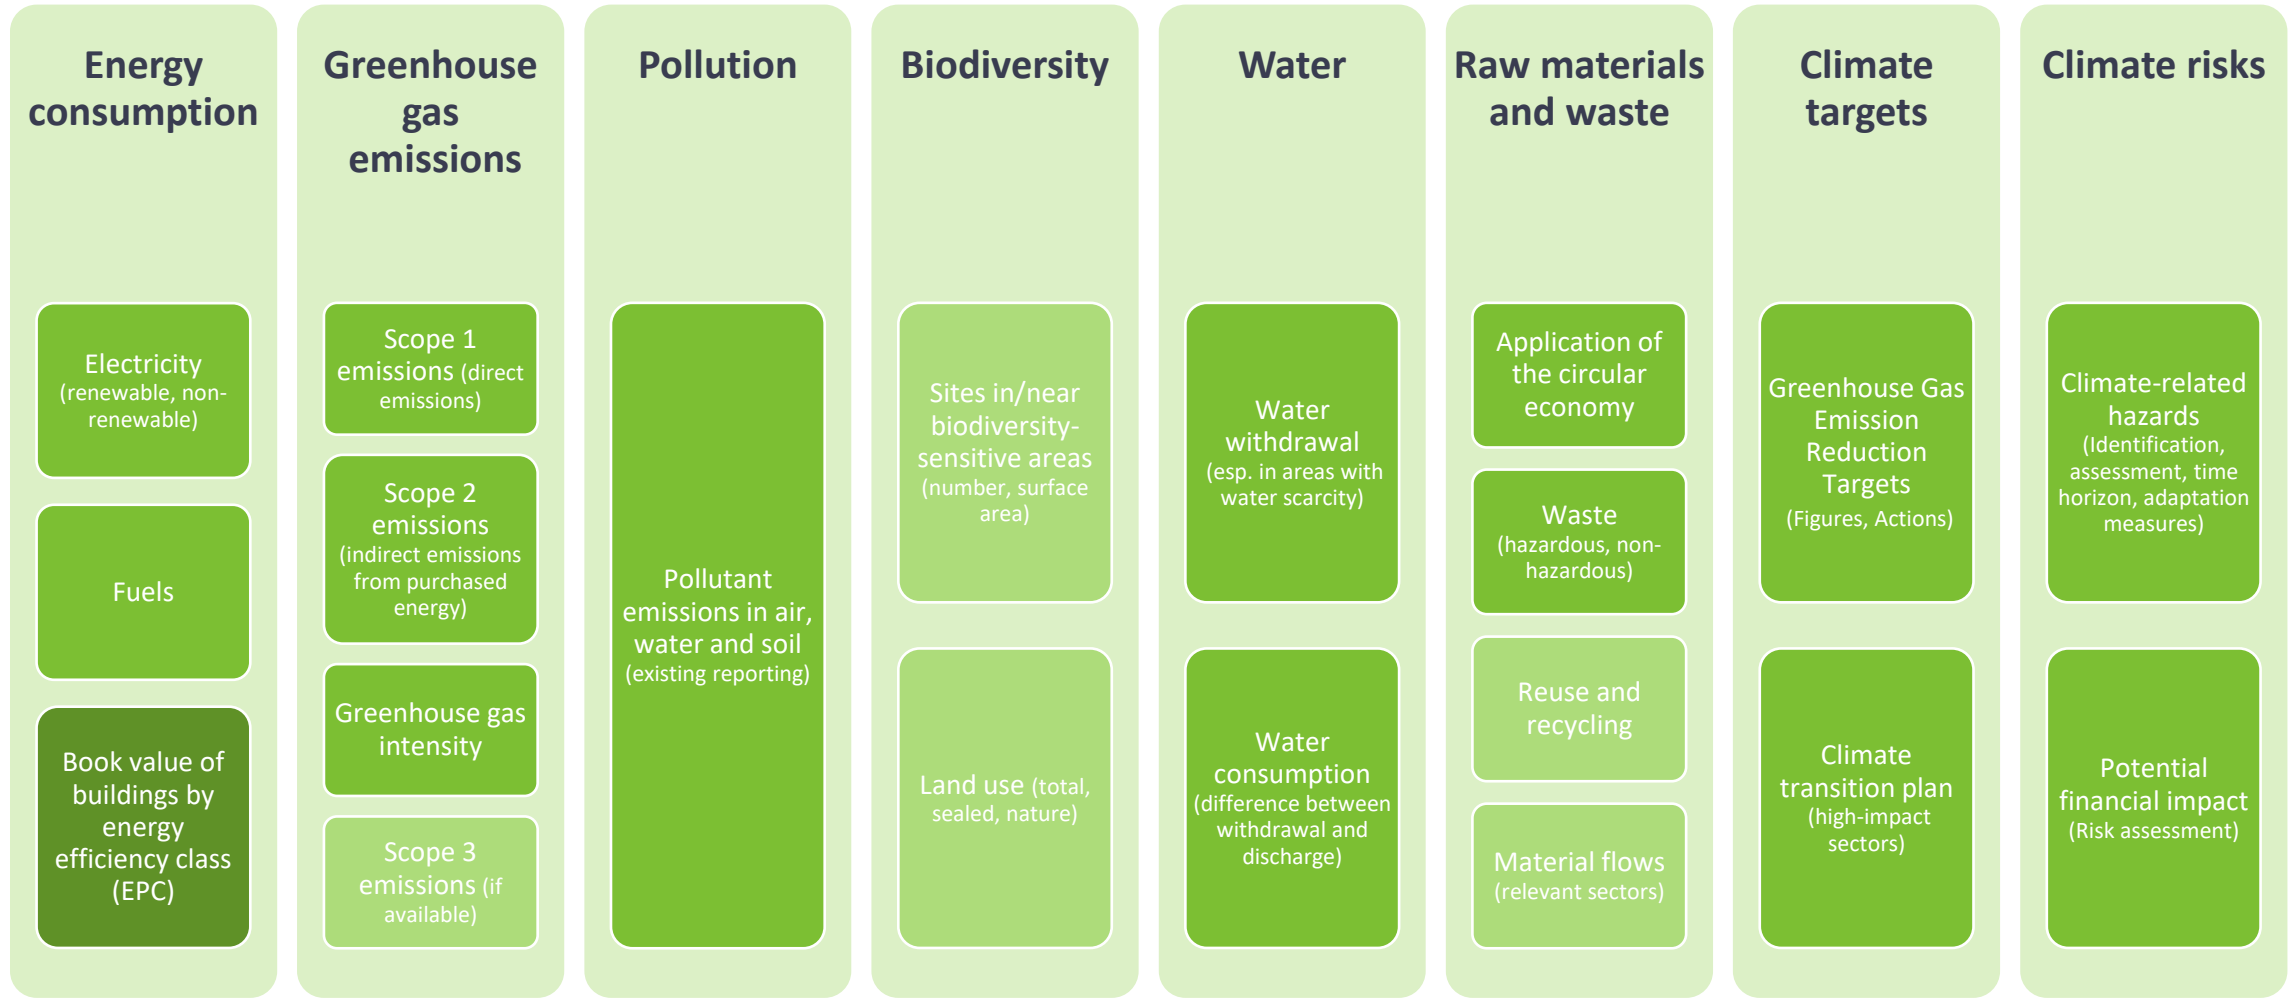 Energy
consumption
Electricity
(renewable, non-
renewable)
Fuels
Book value of
buildings by
energy
efficiency class
(EPC)
Greenhouse
gas
emissions
Scope 1
emissions (direct
emissions)
Scope 2
emissions
(indirect emissions
from purchased
energy)
Greenhouse gas
intensity
Scope 3
emissions (if
available)
Pollution
Pollutant
emissions in air,
water and soil
(existing reporting)
Biodiversity
Sites in/near
biodiversity-
sensitive areas
(number, surface
area)
Land use (total,
sealed, nature)
Water
Water
withdrawal
(esp. in areas with
water scarcity)
Water
consumption
(difference between
withdrawal and
discharge)
Raw materials
and waste
Application of
the circular
economy
Waste
(hazardous, non-
hazardous)
Reuse and
recycling
Material flows
(relevant sectors)
Climate
targets
Greenhouse Gas
Emission
Reduction
Targets
(Figures, Actions)
Climate
transition plan
(high-impact
sectors)
Climate risks
Climate-related
hazards
(Identification,
assessment, time
horizon, adaptation
measures)
Potential
financial impact
(Risk assessment)